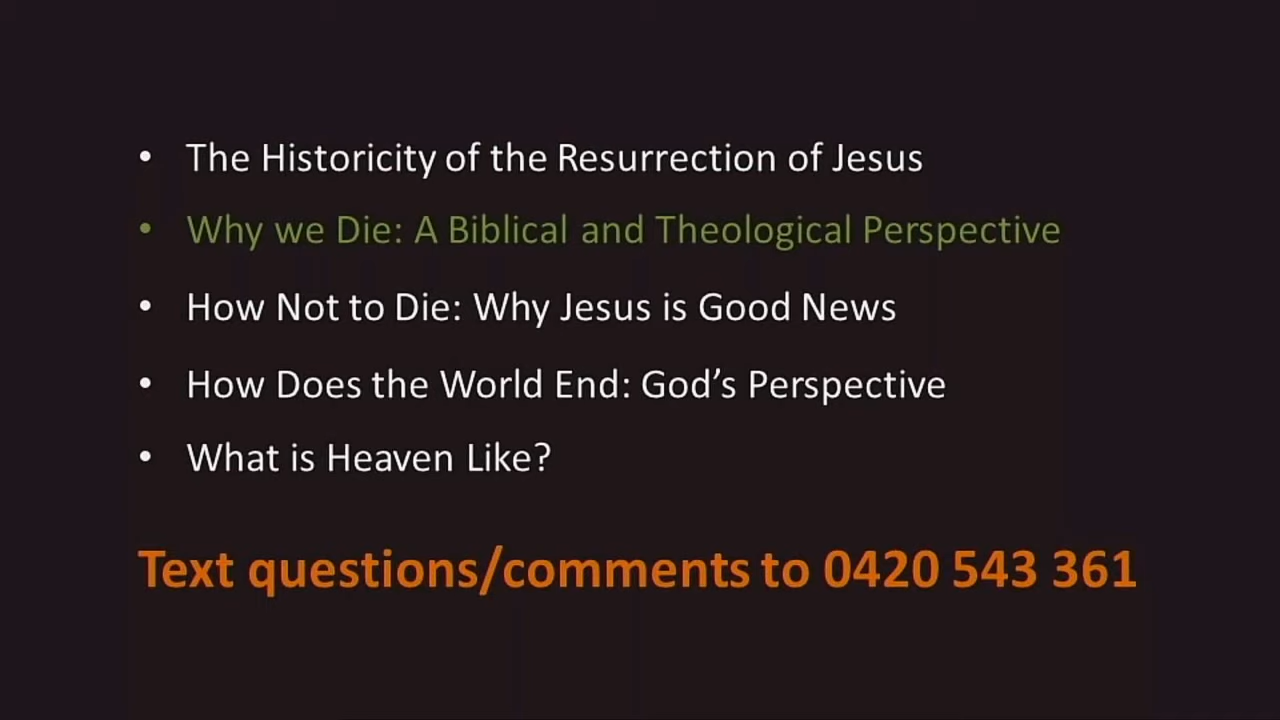 • The Historicity of the Resurrection of Jesus
• Why we Die: A Biblical and Theological Perspective
• How Not to Die: Why Jesus is Good News
• How Does the World End: God’s Perspective
• What is Heaven Like?
Text questions/comments to 0420 543 361